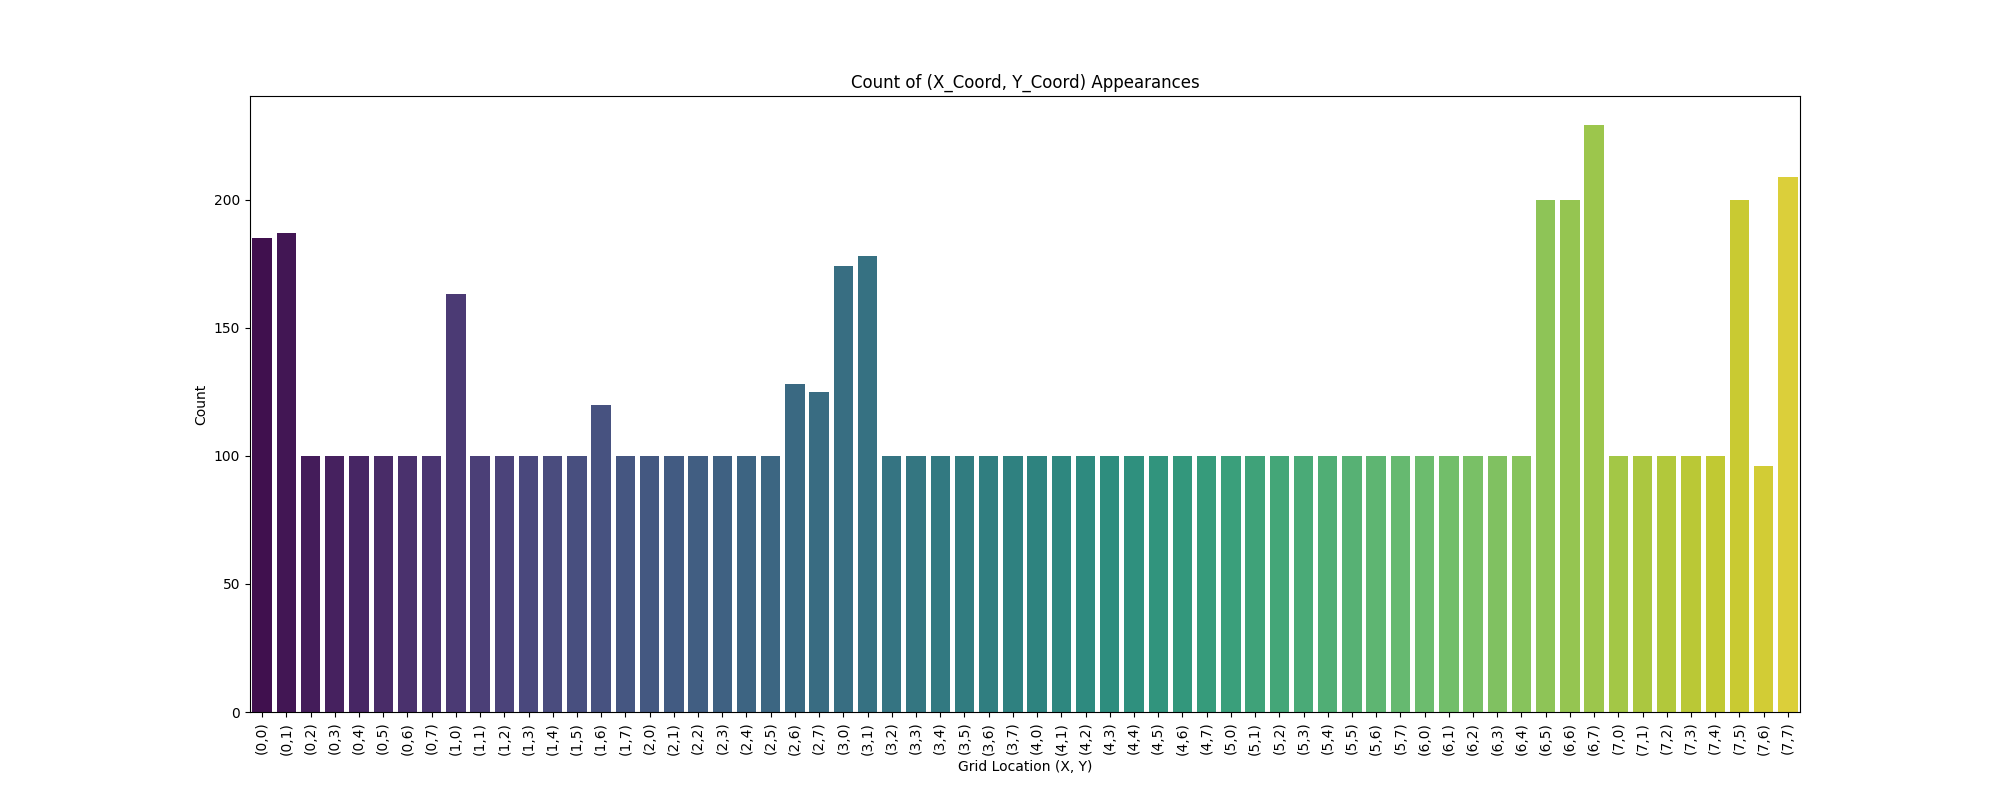 Count of (X_Coord, Y_Coord) Appearances
200
150
100
50
0
Count
(0,0) (0,1) (0,2) (0,3) (0,4) (0,5) (0,6) (0,7) (1,0) (1,1) (1,2) (1,3) (1,4) (1,5) (1,6) (1,7) (2,0) (2,1) (2,2) (2,3) (2,4) (2,5) (2,6) (2,7) (3,0) (3,1) (3,2) (3,3) (3,4) (3,5) (3,6) (3,7) (4,0) (4,1) (4,2) (4,3) (4,4) (4,5) (4,6) (4,7) (5,0) (5,1) (5,2) (5,3) (5,4) (5,5) (5,6) (5,7) (6,0) (6,1) (6,2) (6,3) (6,4) (6,5) (6,6) (6,7) (7,0) (7,1) (7,2) (7,3) (7,4) (7,5) (7,6) (7,7)
Grid Location (X, Y)